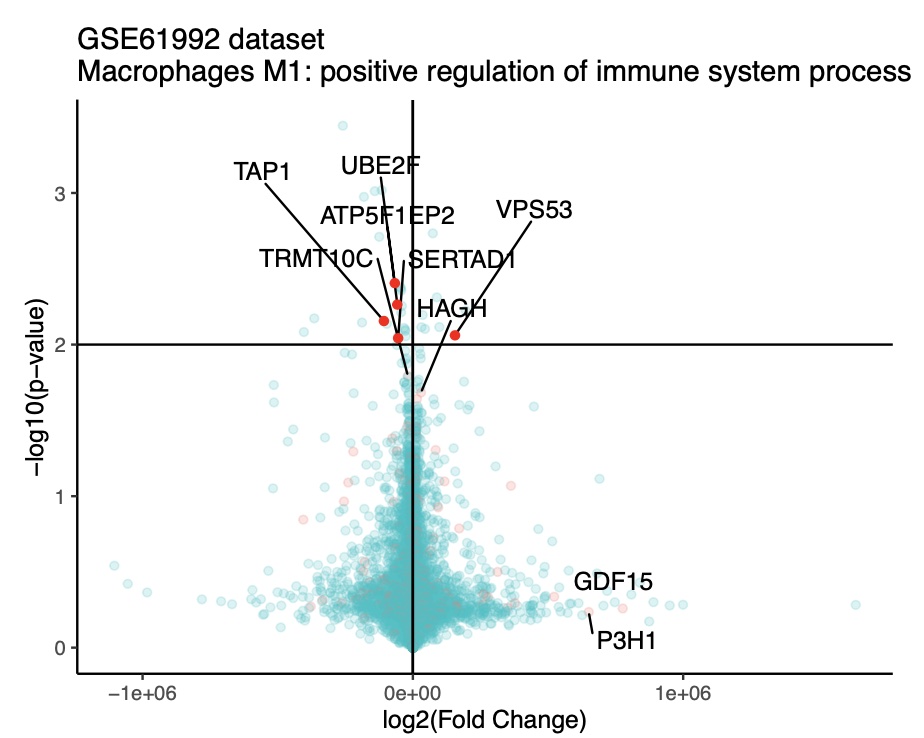 GSE61992 dataset
Macrophages M1: positive regulation of immune system process
TAP1
UBE2F
ATP5F1EP2
VPS53
TRMT10C
SERTAD1
HAGH
GDF15
P3H1
3
2
1
0
−log10(p−value)
−1e+06
0e+00
1e+06
log2(Fold Change)